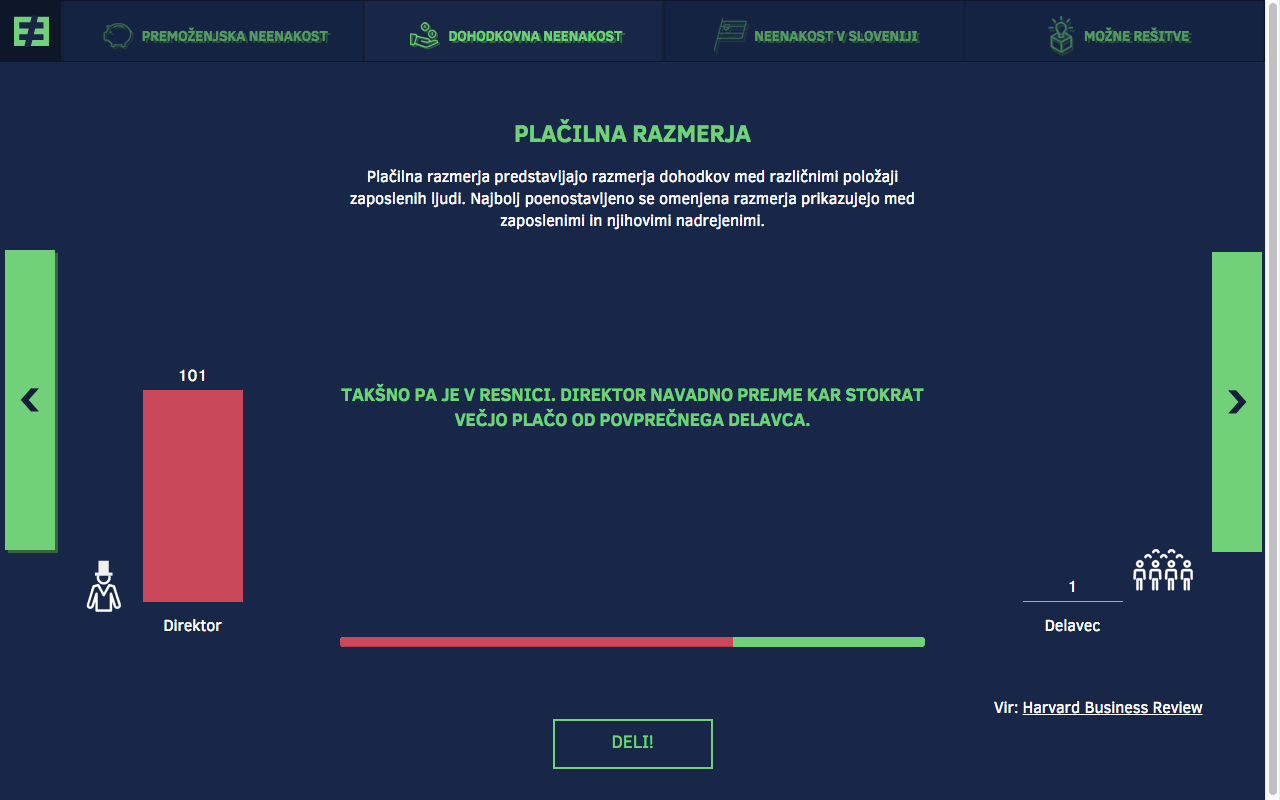 PREMOŽENJSKA NEENAKOST
DOHODKOVNA NEENAKOST
NEENAKOST V SLOVENIJI
MOŽNE REŠITVE
PLAČILNA RAZMERJA
Plačilna razmerja predstavljajo razmerja dohodkov med različnimi položaji
zaposlenih ljudi. Najbolj poenostavljeno se omenjena razmerja prikazujejo med
zaposlenimi in njihovimi nadrejenimi.
101
TAKŠNO PA JE V RESNICI. DIREKTOR NAVADNO PREJME KAR STOKRAT
VEČJO PLAČO OD POVPREČNEGA DELAVCA.
1
Direktor
Delavec
Vir: Harvard Business Review
DELI!